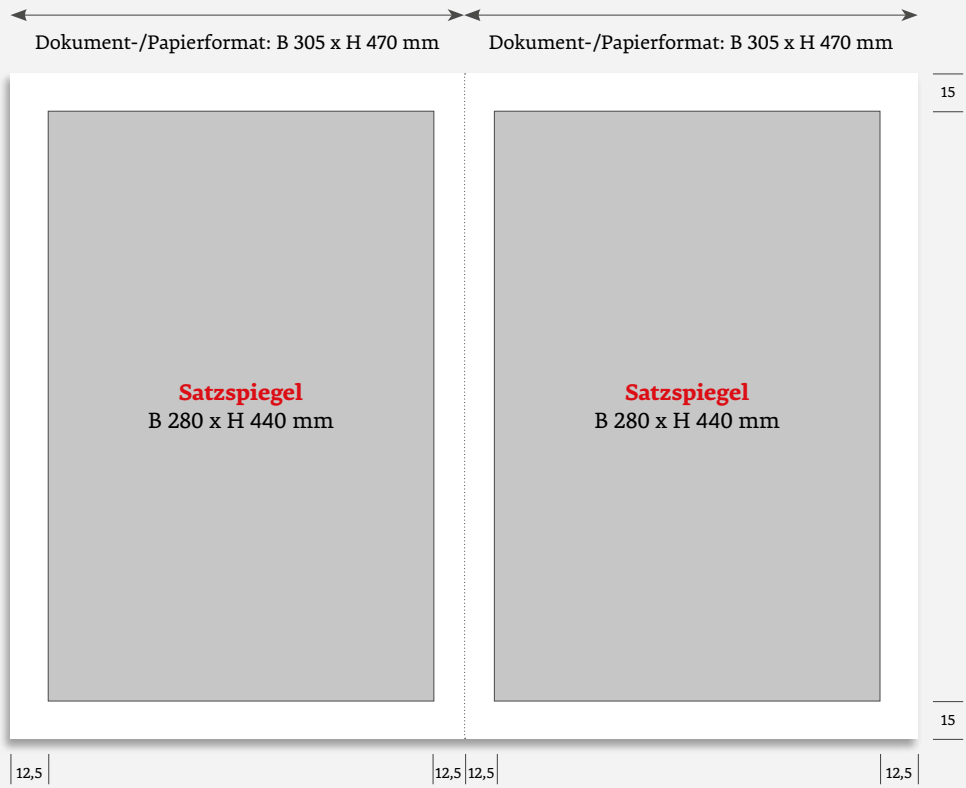 Dokument-/Papierformat: B 305 x H 470 mm
Dokument-/Papierformat: B 305 x H 470 mm
15
Satzspiegel
B 280 x H 440 mm
Satzspiegel
B 280 x H 440 mm
15
12,5
12,5
12,5
12,5